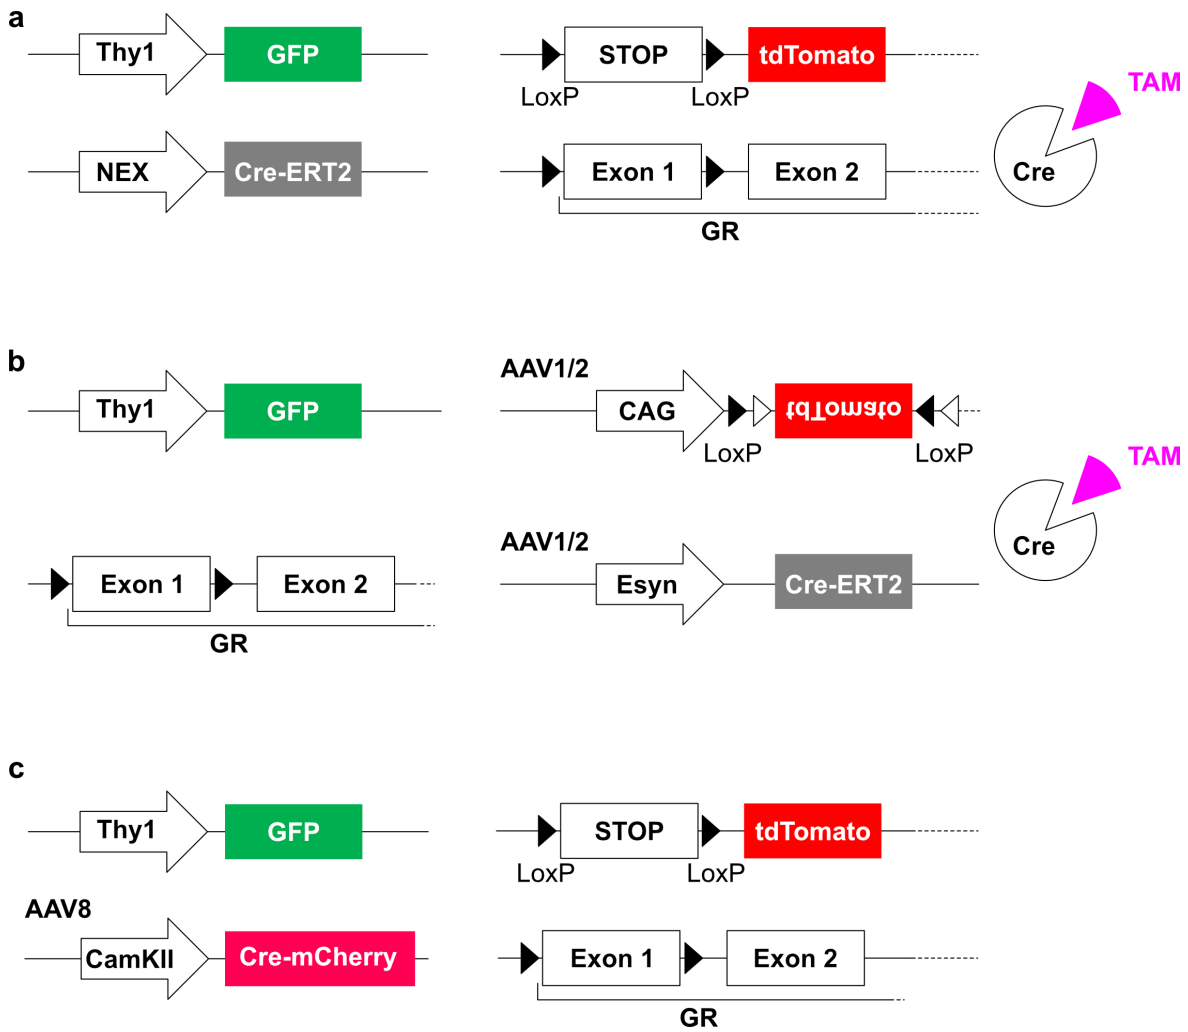 a
Thy1 GFP STOP tdTomato TAM
LoxP LoxP
NEX Cre-ERT2 Exon 1 Exon 2 Cre
GR
b
AAV1/2
Thy1 GFP CAG tdTomato
LoxP LoxP
TAM
AAV1/2
Cre
Exon 1 Exon 2 Esyn Cre-ERT2
GR
c
Thy1 GFP STOP tdTomato
LoxP LoxP
AAV8
CamKII Cre-mCherry Exon 1 Exon 2
GR